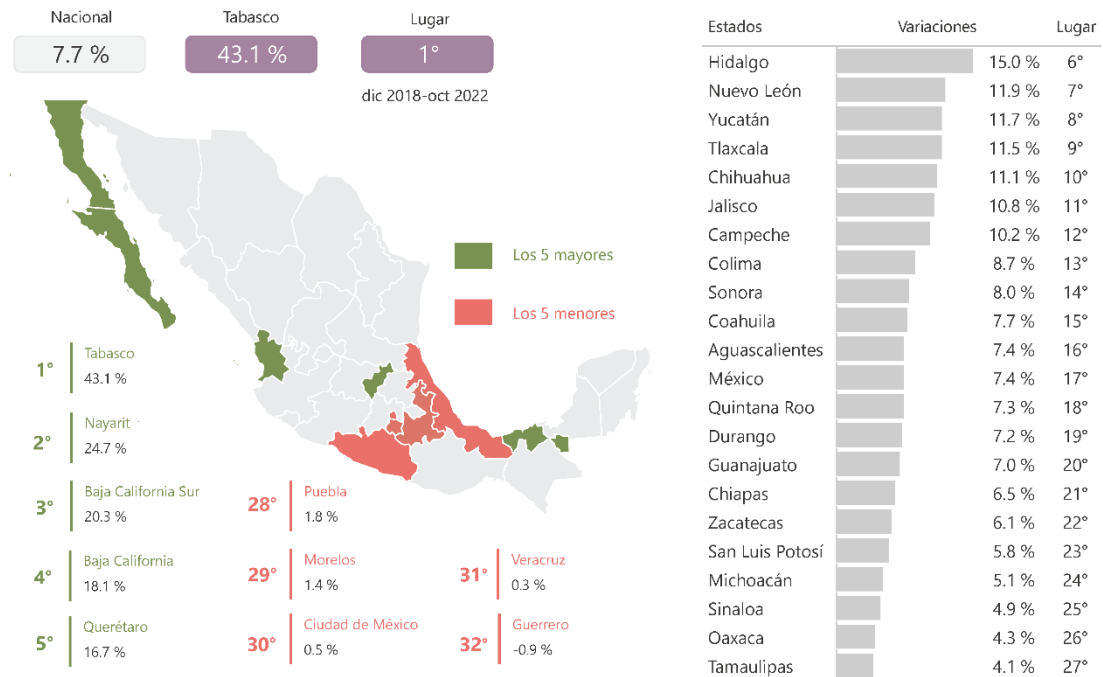 Nacional Tabasco Lugar
7.7 % 43.1 % 1°
dic 2018-oct 2022
Los 5 mayores
Los 5 menores
1° Tabasco
43.1 %
2° Nayarit
24.7 %
3° Baja California Sur
20.3 %
4° Baja California
18.1 %
5° Querétaro
16.7 %
28° Puebla
1.8 %
29° Morelos
1.4 %
30° Ciudad de México
0.5 %
31° Veracruz
0.3 %
32° Guerrero
-0.9 %
Estados Variaciones Lugar
Hidalgo 15.0 % 6°
Nuevo León 11.9 % 7°
Yucatán 11.7 % 8°
Tlaxcala 11.5 % 9°
Chihuahua 11.1 % 10°
Jalisco 10.8 % 11°
Campeche 10.2 % 12°
Colima 8.7 % 13°
Sonora 8.0 % 14°
Coahuila 7.7 % 15°
Aguascalientes 7.4 % 16°
México 7.4 % 17°
Quintana Roo 7.3 % 18°
Durango 7.2 % 19°
Guanajuato 7.0 % 20°
Chiapas 6.5 % 21°
Zacatecas 6.1 % 22°
San Luis Potosí 5.8 % 23°
Michoacán 5.1 % 24°
Sinaloa 4.9 % 25°
Oaxaca 4.3 % 26°
Tamaulipas 4.1 % 27°